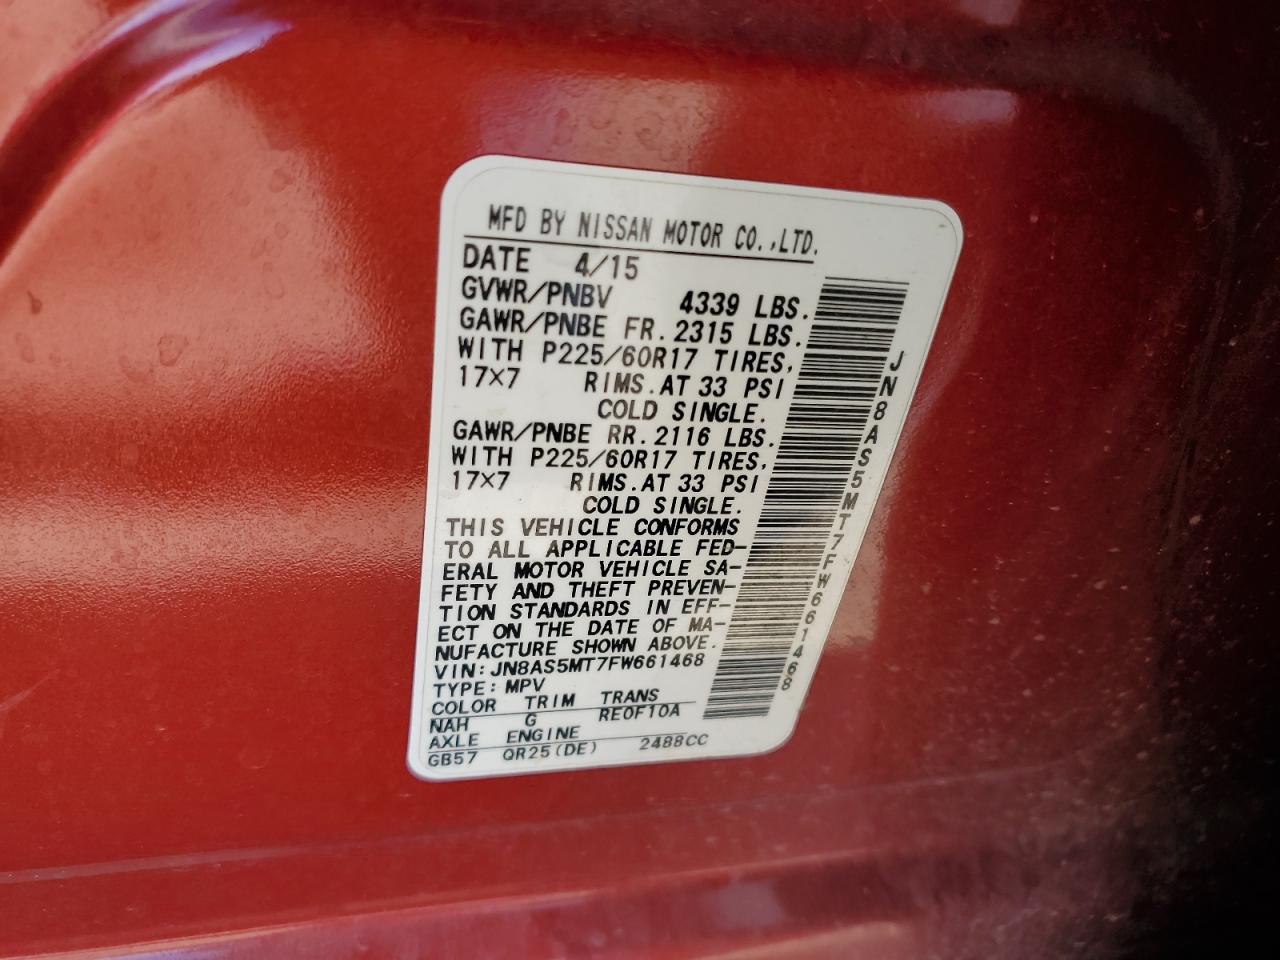 MFD BY NISSAN MOTOR CO.,LTD.
DATE 4/15
GVWR/PNBV 4339 LBS.
GAWR/PNBE FR. 2315 LBS.
WITH P225/60R17 TIRES,
17×7 RIMS. AT 33 PSI
COLD SINGLE.
GAWR/PNBE RR. 2116 LBS.
WITH P225/60R17 TIRES,
17×7 RIMS. AT 33 PSI
COLD SINGLE.
THIS VEHICLE CONFORMS
TO ALL APPLICABLE FED-
ERAL MOTOR VEHICLE SA-
FETY AND THEFT PREVEN-
TION STANDARDS IN EFF-
ECT ON THE DATE OF MA-
NUFACTURE SHOWN ABOVE.
VIN:JN8AS5MT7FW661468
TYPE: MPV
COLOR TRIM TRANS
NAH G RE0F10A
AXLE ENGINE
GB57 QR25(DE) 2488CC
JN8AS5MT7FW661468